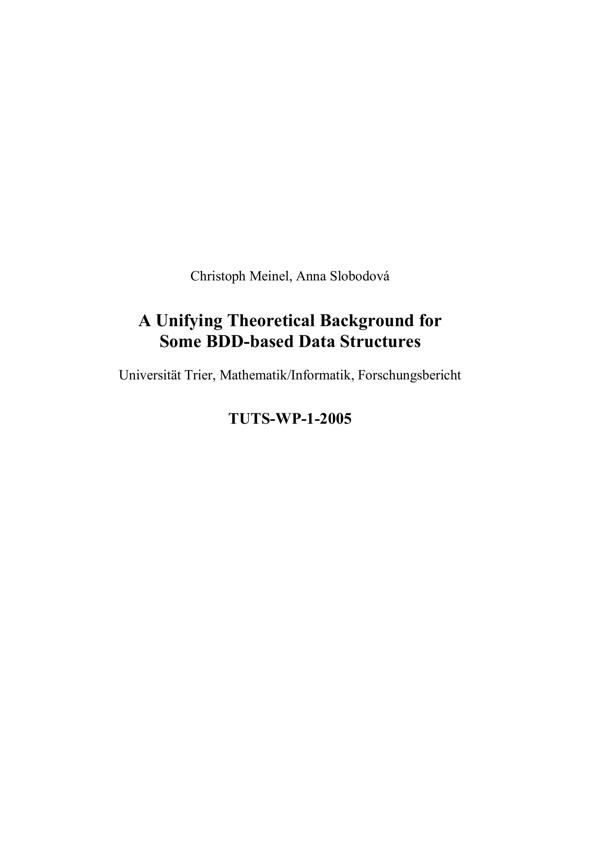 Christoph Meinel, Anna Slobodová
A Unifying Theoretical Background for
Some BDD-based Data Structures
Universität Trier, Mathematik/Informatik, Forschungsbericht
TUTS-WP-1-2005